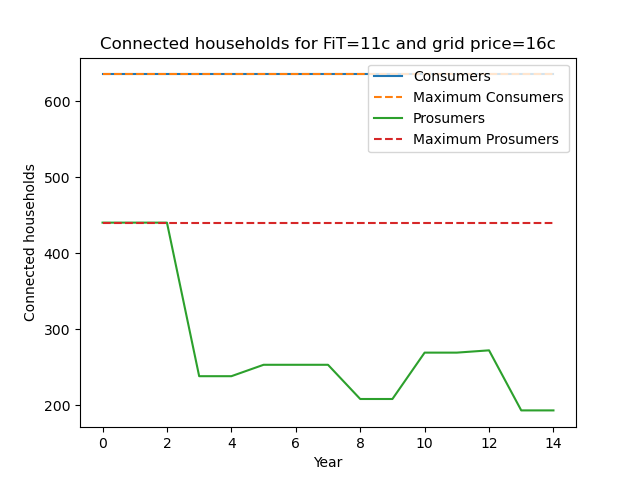 Connected households for FiT=11c and grid price=16c
Consumers
Maximum Consumers
Prosumers
Maximum Prosumers
Connected households
600
500
400
300
200
0 2 4 6 8 10 12 14
Year